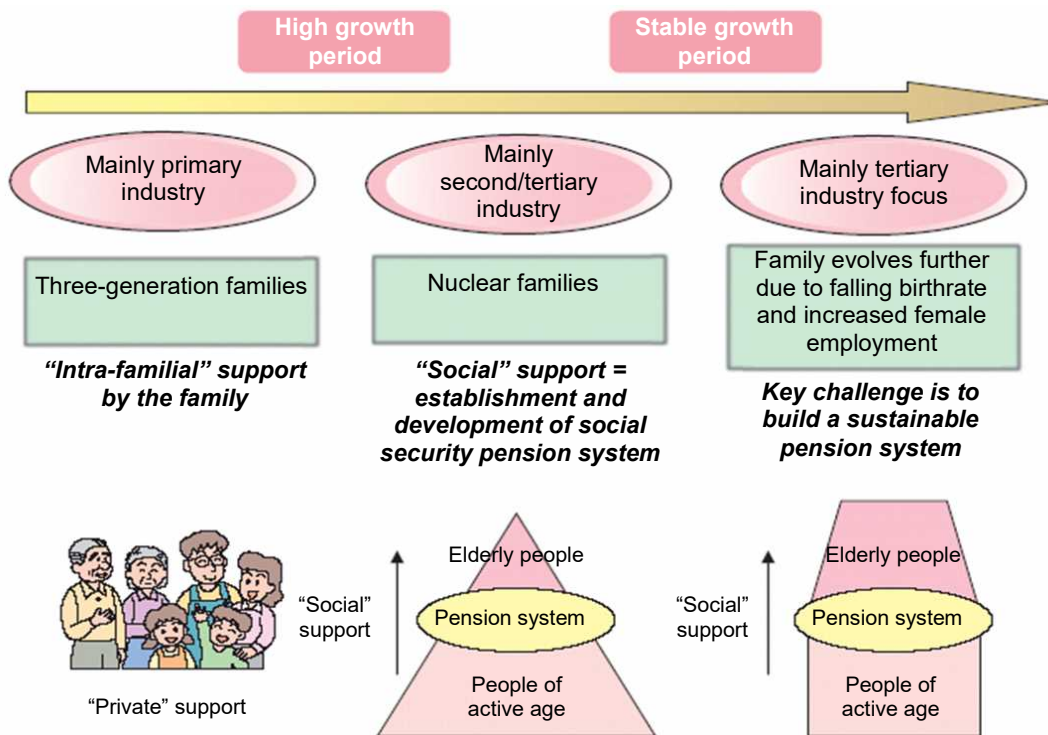 High growth
period
Stable growth
period
Mainly primary
industry
Mainly
second/tertiary
industry
Mainly tertiary
industry focus
Three-generation families
Nuclear families
Family evolves further
due to falling birthrate
and increased female
employment
“Intra-familial” support
by the family
“Social” support =
establishment and
development of social
security pension system
Key challenge is to
build a sustainable
pension system
“Private” support
“Social”
support
Elderly people
Pension system
People of
active age
“Social”
support
Elderly people
Pension system
People of
active age